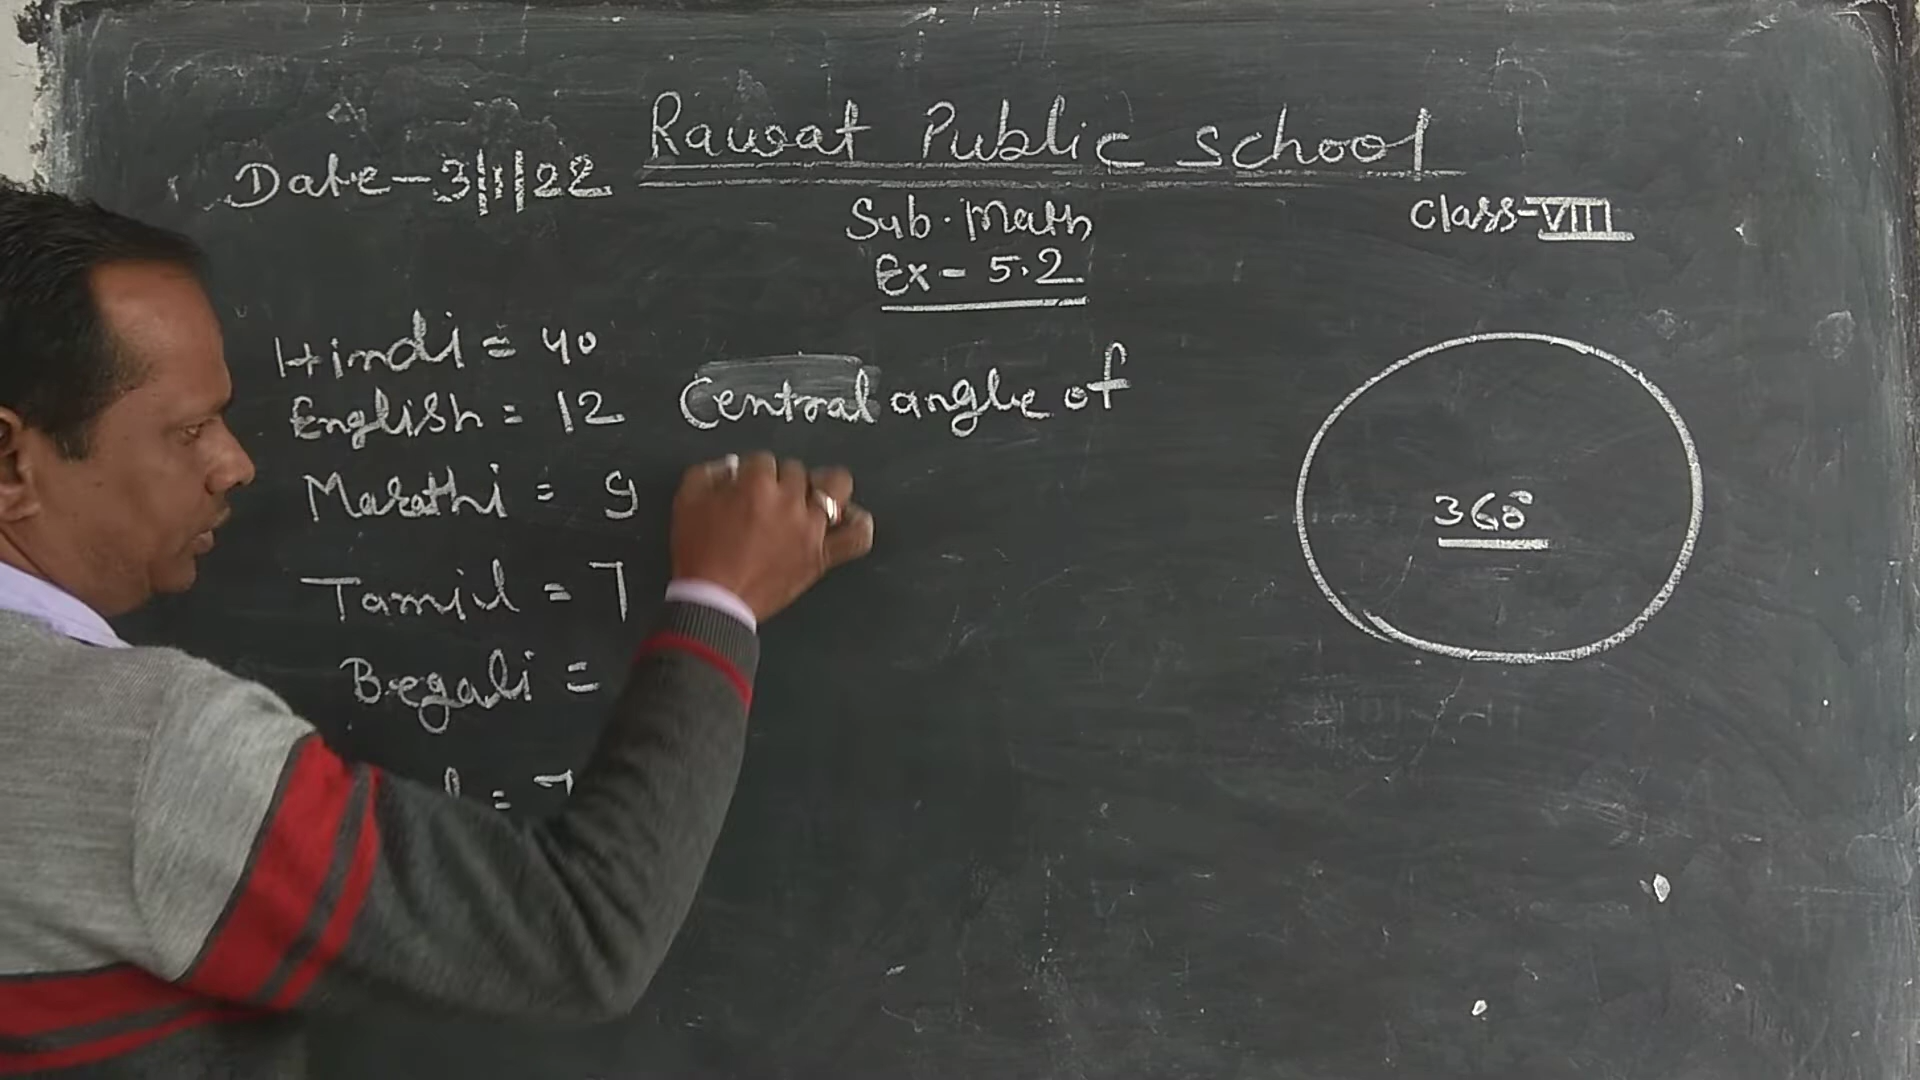 Rawat Public School
Date-3|1|22
Class-VIII
Sub. Math
Ex- 5.2
Hindi = 40
English = 12
Central angle of
Marathi = 9
360°
Tamil = 7
Begali =
l = 7